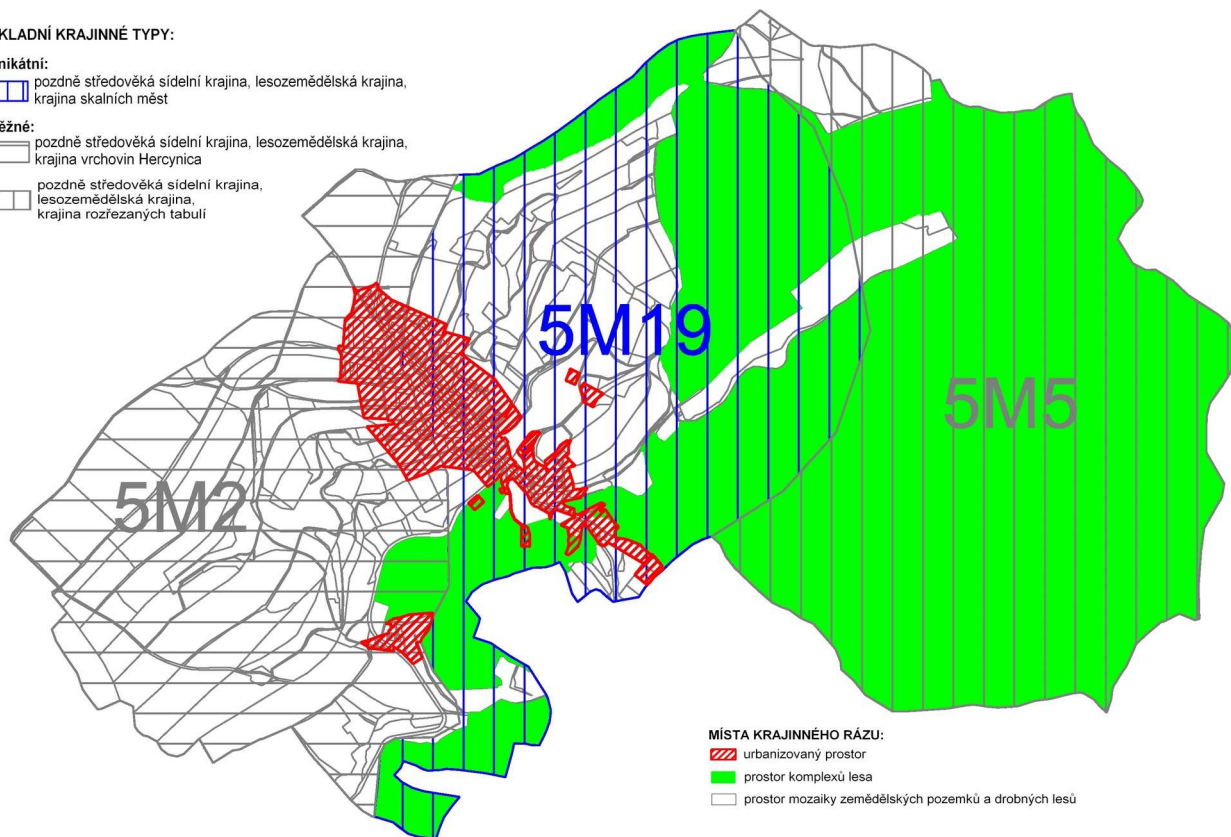 KLADNÍ KRAJINNÉ TYPY:
nikátní:
pozdně středověká sídelní krajina, lesozemědělská krajina,
krajina skalních měst
ěžné:
pozdně středověká sídelní krajina, lesozemědělská krajina,
krajina vrchovin Hercynica
pozdně středověká sídelní krajina,
lesozemědělská krajina,
krajina rozřezaných tabulí
5M19
5M5
5M2
MÍSTA KRAJINNÉHO RÁZU:
urbanizovaný prostor
prostor komplexů lesa
prostor mozaiky zemědělských pozemků a drobných lesů